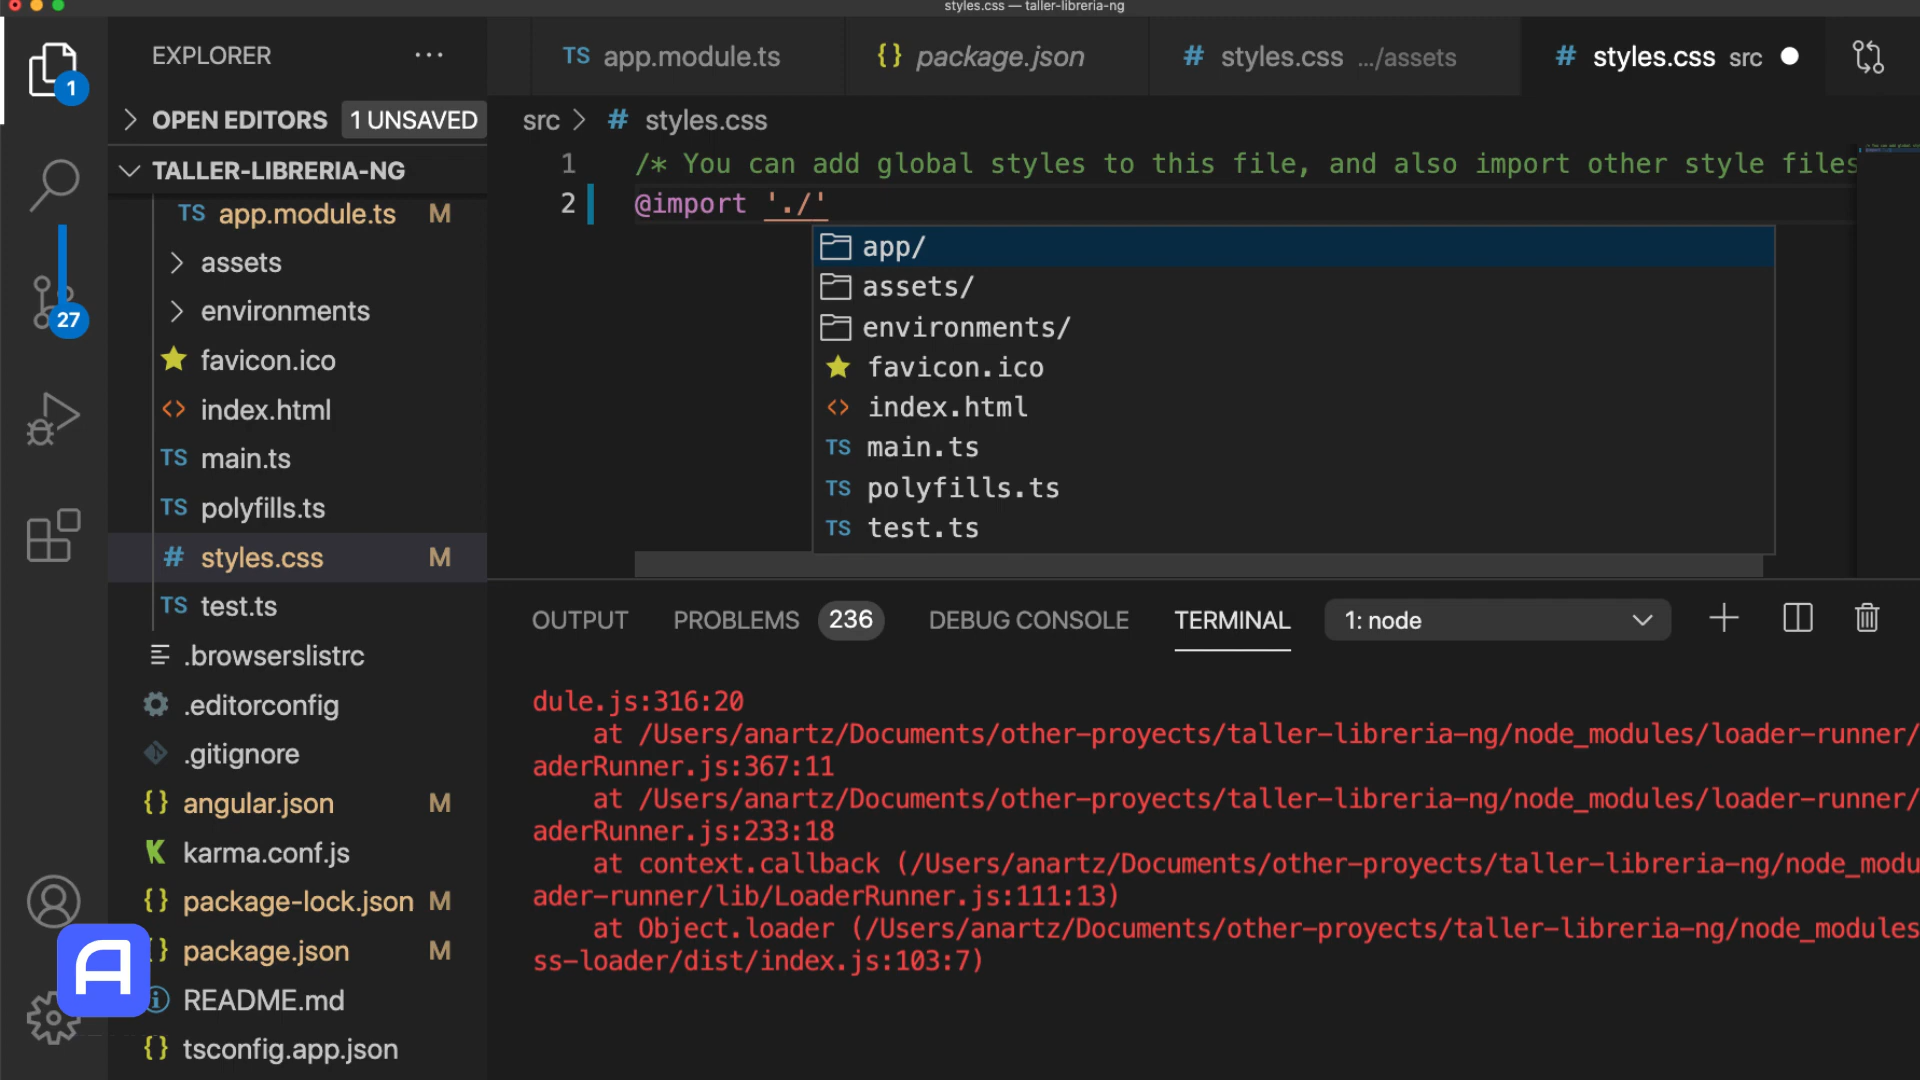 styles.css — taller-libreria-ng
EXPLORER
TS app.module.ts
{} package.json
# styles.css .../assets
# styles.css src
1
OPEN EDITORS 1 UNSAVED
src > # styles.css
TALLER-LIBRERIA-NG
1 /* You can add global styles to this file, and also import other style files
2 @import './'
TS app.module.ts M
assets
environments
favicon.ico
<> index.html
TS main.ts
TS polyfills.ts
# styles.css M
TS test.ts
.browserslistrc
.editorconfig
.gitignore
{} angular.json M
K karma.conf.js
{} package-lock.json M
{} package.json M
README.md
{} tsconfig.app.json
27
A
app/
assets/
environments/
favicon.ico
<> index.html
TS main.ts
TS polyfills.ts
TS test.ts
OUTPUT PROBLEMS 236 DEBUG CONSOLE TERMINAL 1: node
dule.js:316:20
at /Users/anartz/Documents/other-proyects/taller-libreria-ng/node_modules/loader-runner/
aderRunner.js:367:11
at /Users/anartz/Documents/other-proyects/taller-libreria-ng/node_modules/loader-runner/
aderRunner.js:233:18
at context.callback (/Users/anartz/Documents/other-proyects/taller-libreria-ng/node_modu
ader-runner/lib/LoaderRunner.js:111:13)
at Object.loader (/Users/anartz/Documents/other-proyects/taller-libreria-ng/node_modules
ss-loader/dist/index.js:103:7)